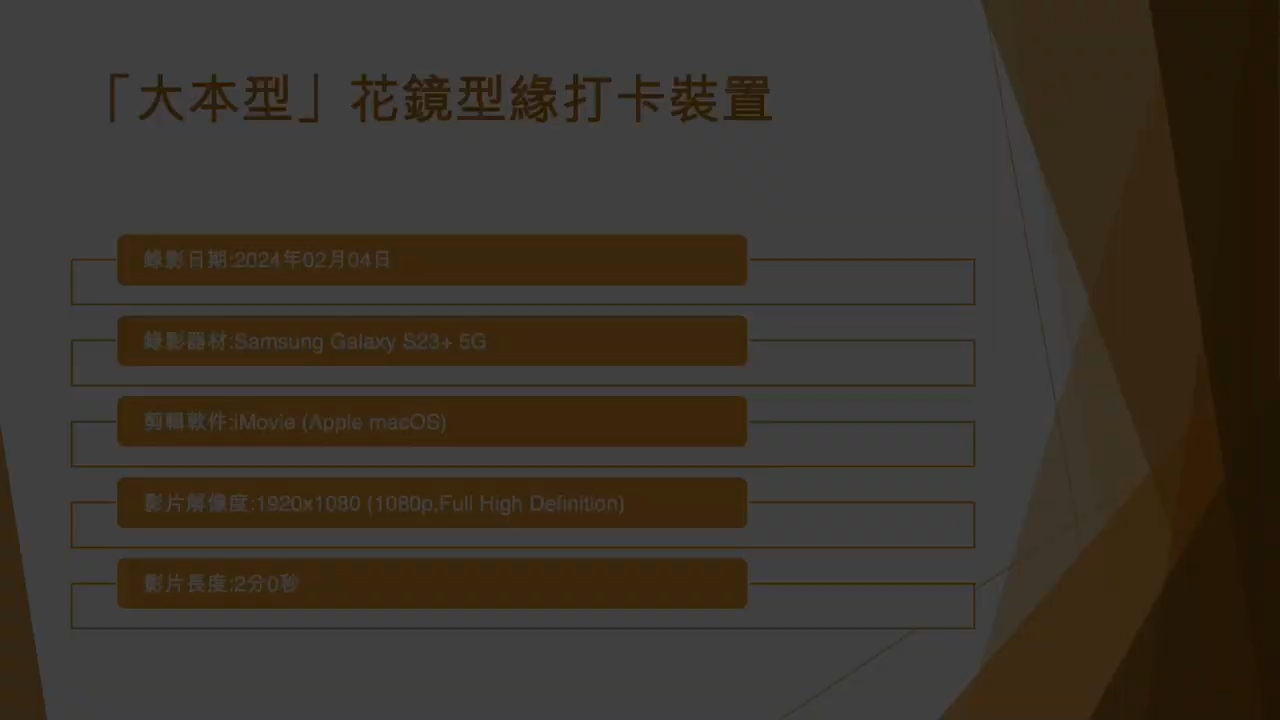 「大本型」花鏡型緣打卡裝置
錄影日期:2024年02月04日
錄影器材:Samsung Galaxy S23+ 5G
剪輯軟件:iMovie (Apple macOS)
影片解像度:1920x1080 (1080p,Full High Definition)
影片長度:2分0秒